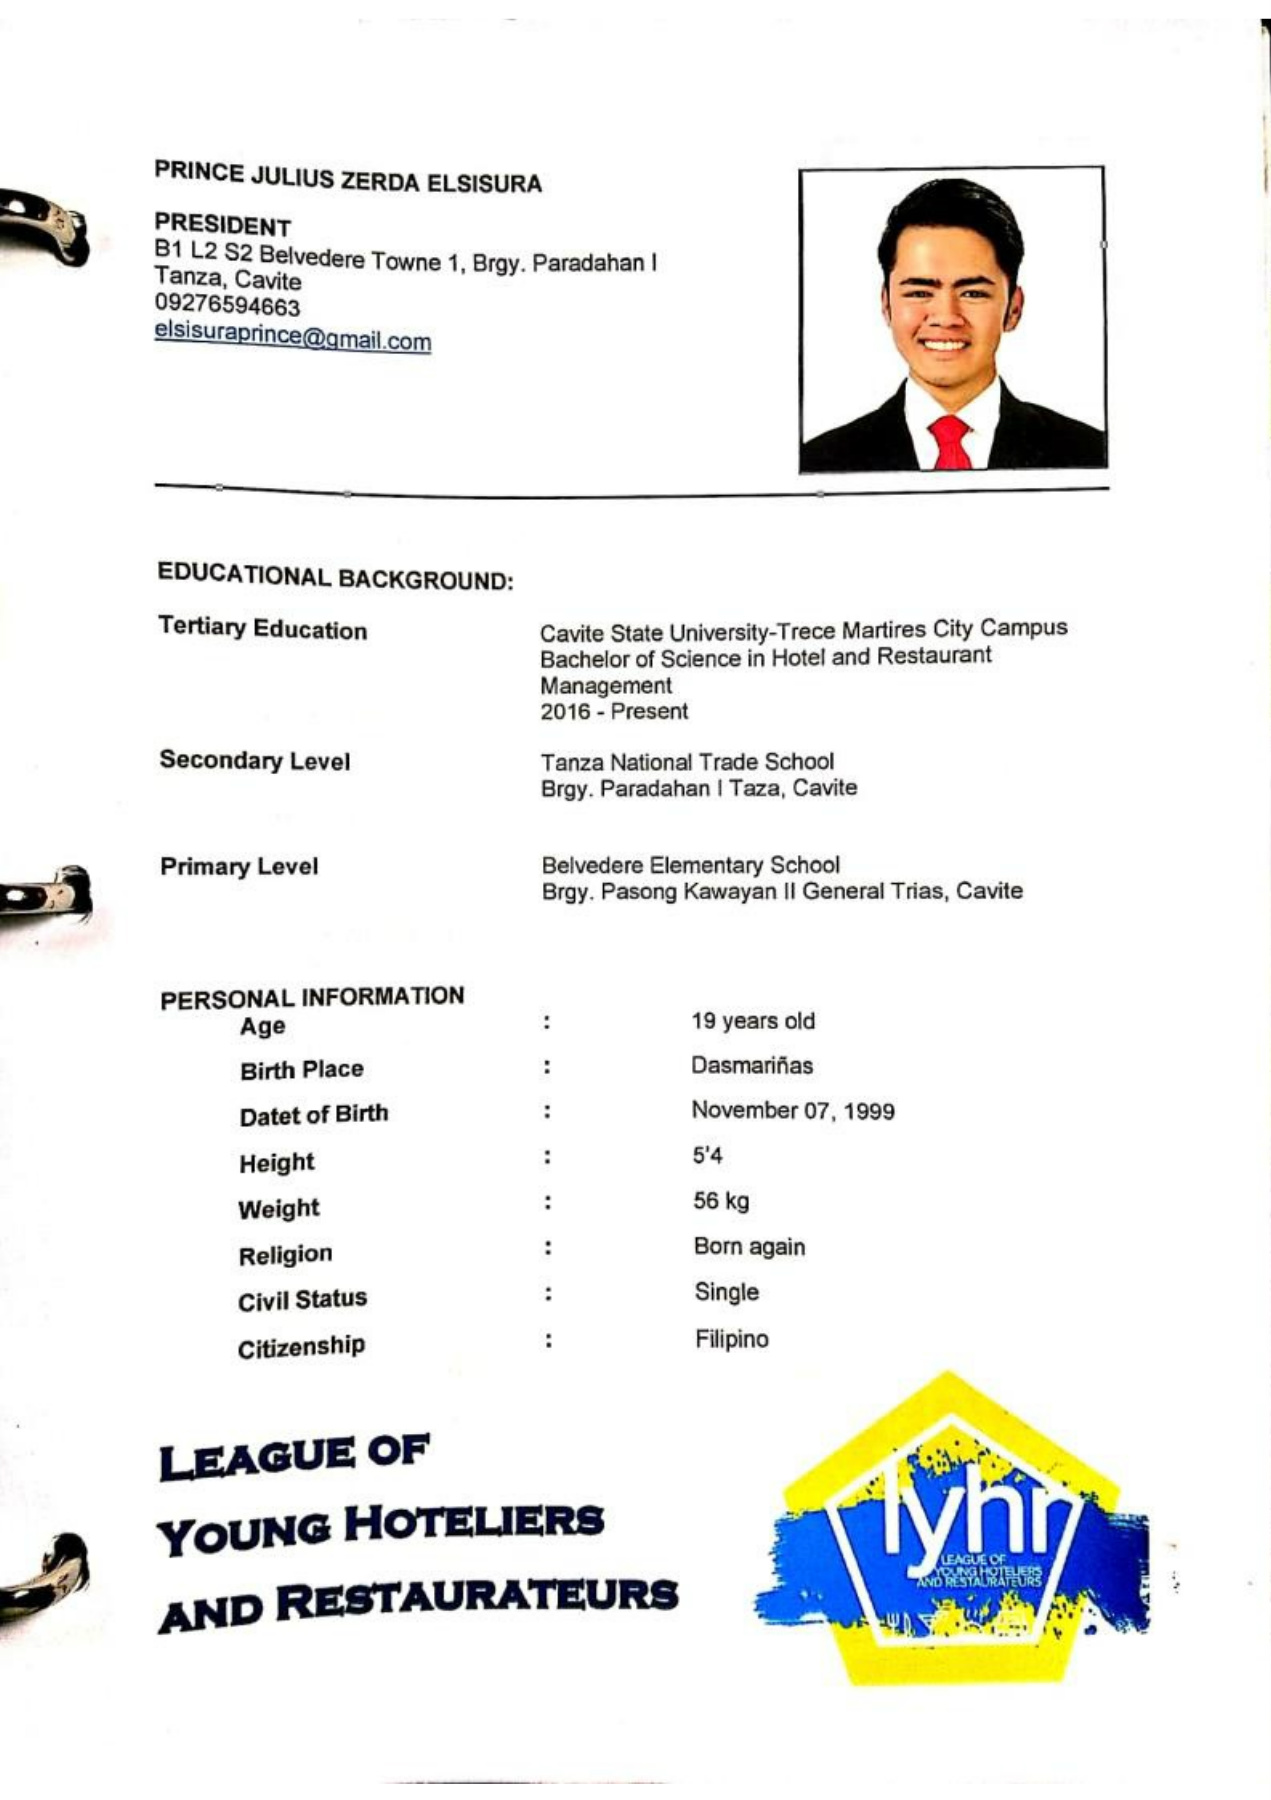 PRINCE JULIUS ZERDA ELSISURA
PRESIDENT
B1 L2 S2 Belvedere Towne 1, Brgy. Paradahan I
Tanza, Cavite
09276594663
elsisuraprince@gmail.com
EDUCATIONAL BACKGROUND:
Tertiary Education
Cavite State University-Trece Martires City Campus
Bachelor of Science in Hotel and Restaurant
Management
2016 - Present
Secondary Level
Tanza National Trade School
Brgy. Paradahan I Taza, Cavite
Primary Level
Belvedere Elementary School
Brgy. Pasong Kawayan II General Trias, Cavite
PERSONAL INFORMATION
Age : 19 years old
Birth Place : Dasmariñas
Datet of Birth : November 07, 1999
Height : 5'4
Weight : 56 kg
Religion : Born again
Civil Status : Single
Citizenship : Filipino
LEAGUE OF
YOUNG HOTELIERS
AND RESTAURATEURS
lyhr
LEAGUE OF
YOUNG HOTELIERS
AND RESTAURATEURS